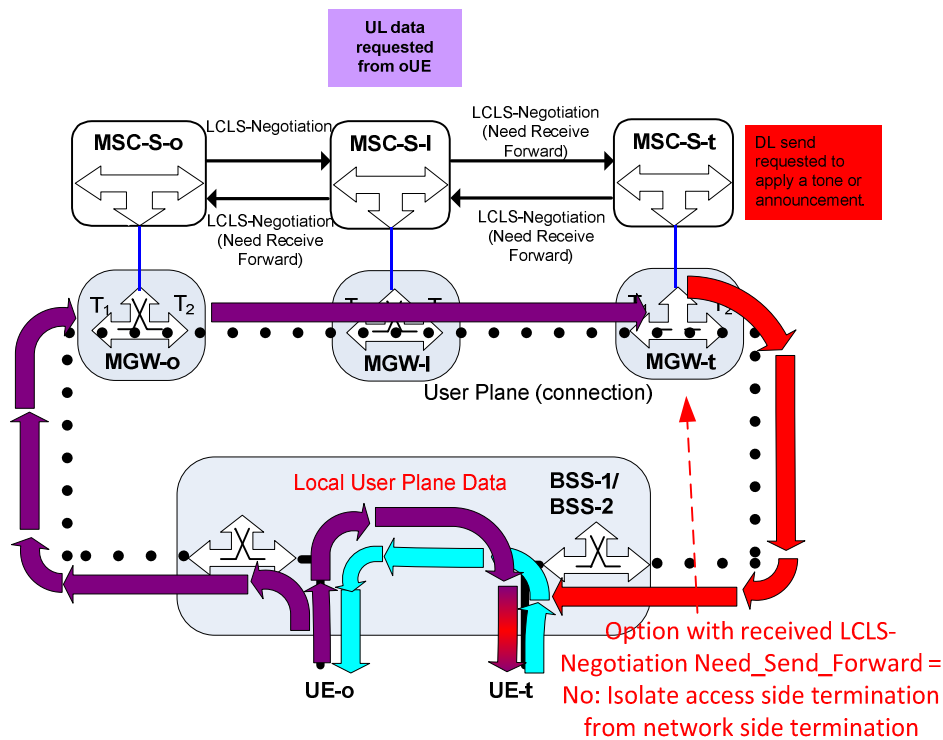 UL data
requested
from oUE
MSC-S-o
LCLS-Negotiation
LCLS-Negotiation
(Need Receive
Forward)
MSC-S-I
LCLS-Negotiation
(Need Receive
Forward)
LCLS-Negotiation
(Need Receive
Forward)
MSC-S-t
DL send
requested to
apply a tone or
announcement.
T1
T2
MGW-o
T
T
MGW-I
T1
T2
MGW-t
User Plane (connection)
Local User Plane Data
BSS-1/
BSS-2
UE-o
UE-t
Option with received LCLS-
Negotiation Need_Send_Forward =
No: Isolate access side termination
from network side termination